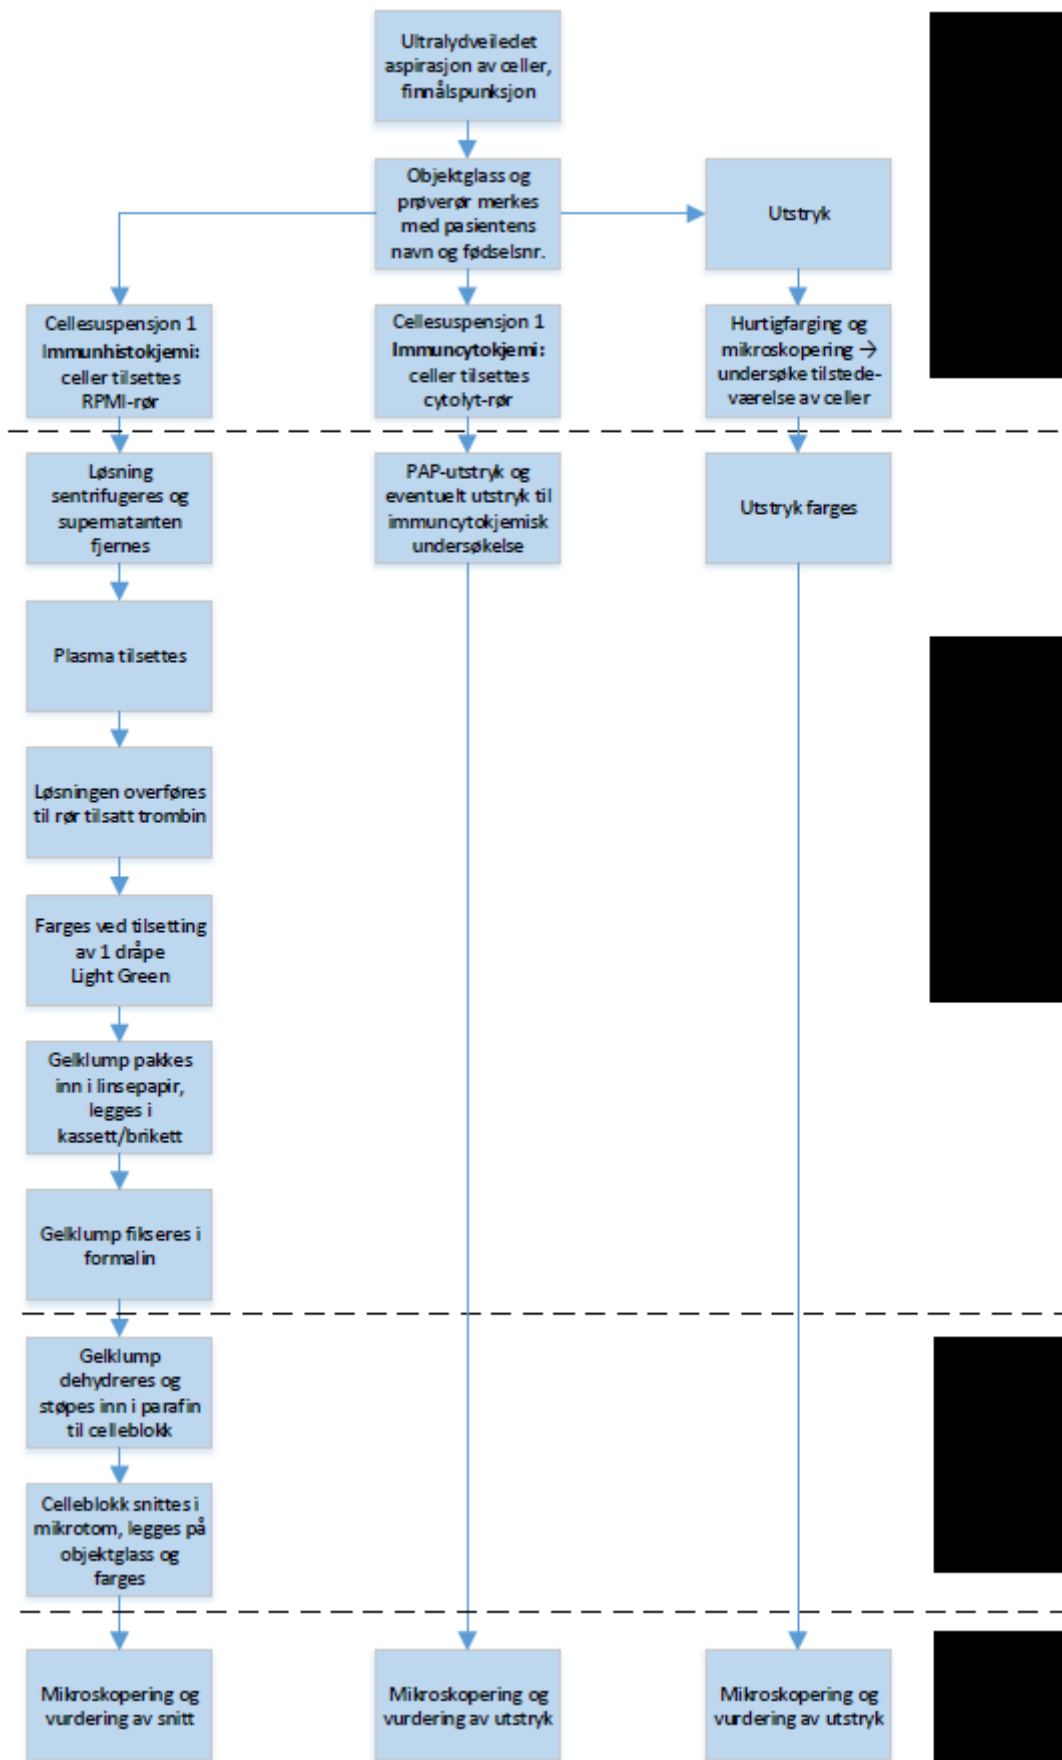 Ultralydveiledet
aspirasjon av celler,
finnålspunksjon
Objektglass og
prøverør merkes
med pasientens
navn og fødselsnr.
Utstryk
Cellesuspensjon 1
Immunhistokjemi:
celler tilsettes
RPMI-rør
Cellesuspensjon 1
Immuncytokjemi:
celler tilsettes
cytolyt-rør
Hurtigfarging og
mikroskopering →
undersøke tilstede-
værelse av celler
Løsning
sentrifugeres og
supernatanten
fjernes
PAP-utstryk og
eventuelt utstryk til
immuncytokjemisk
undersøkelse
Utstryk farges
Plasma tilsettes
Løsningen overføres
til rør tilsatt trombin
Farges ved tilsetting
av 1 dråpe
Light Green
Gelklump pakkes
inn i linsepapir,
legges i
kassett/brikett
Gelklump fikseres i
formalin
Gelklump
dehydreres og
støpes inn i parafin
til celleblokk
Celleblokk snittes i
mikrotom, legges på
objektglass og
farges
Mikroskopering og
vurdering av snitt
Mikroskopering og
vurdering av utstryk
Mikroskopering og
vurdering av utstryk